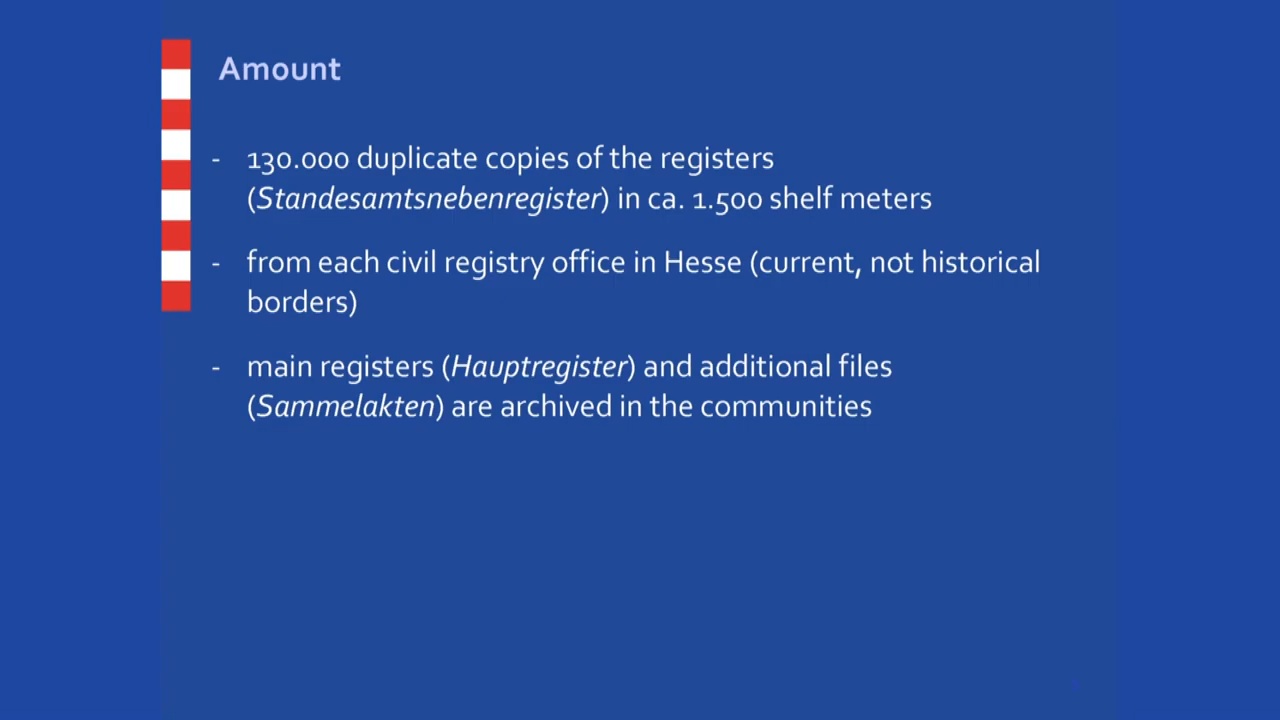 Amount
- 130.000 duplicate copies of the registers
(Standesamtsnebenregister) in ca. 1.500 shelf meters
- from each civil registry office in Hesse (current, not historical
borders)
- main registers (Hauptregister) and additional files
(Sammelakten) are archived in the communities